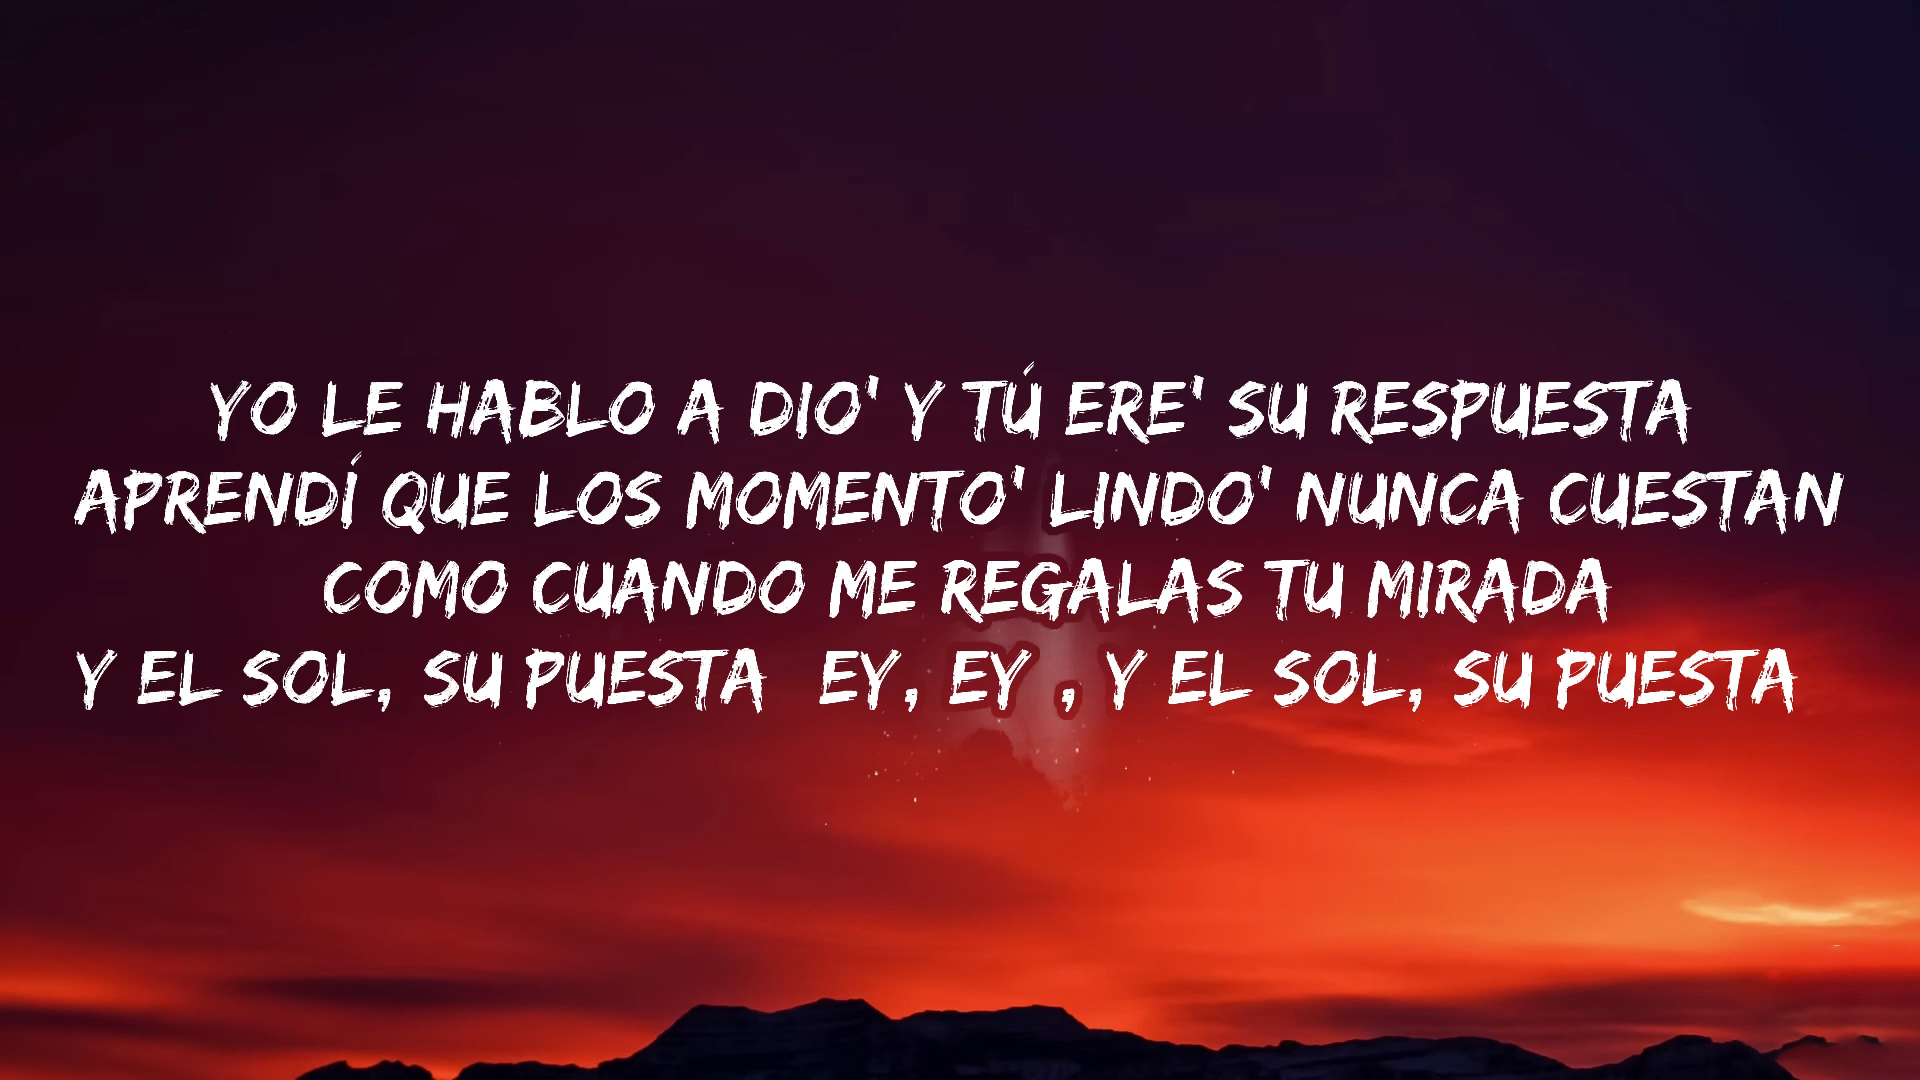 YO LE HABLO A DIO' Y TÚ ERE' SU RESPUESTA
APRENDÍ QUE LOS MOMENTO' LINDO' NUNCA CUESTAN
COMO CUANDO ME REGALAS TU MIRADA
Y EL SOL, SU PUESTA  EY, EY , Y EL SOL, SU PUESTA